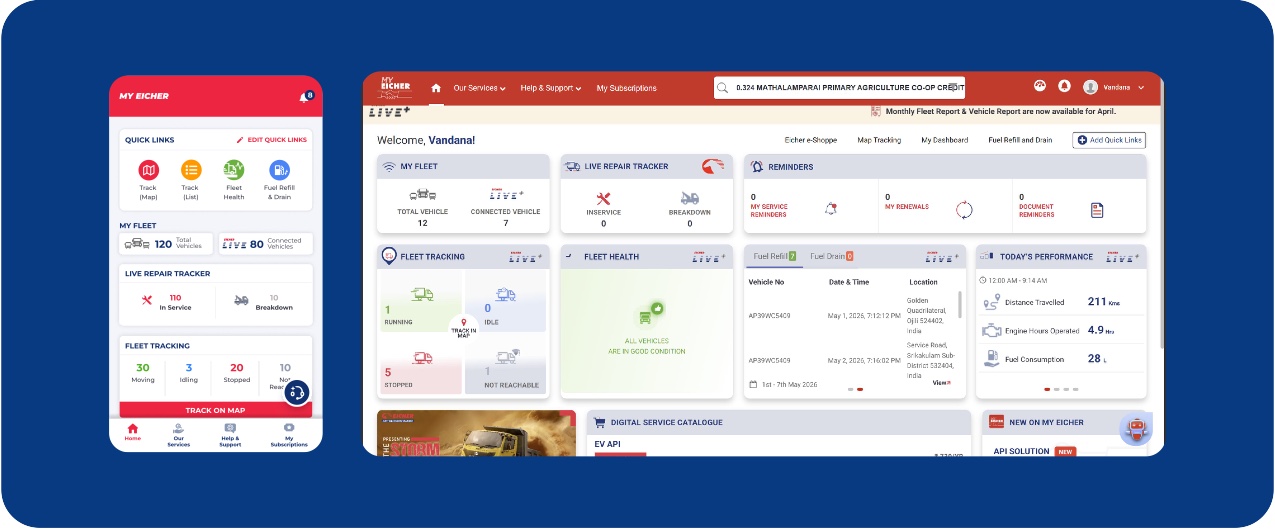 MY EICHER
8
QUICK LINKS
EDIT QUICK LINKS
Track (Map)
Track (List)
Fleet Health
Fuel Refill & Drain
MY FLEET
120 Total Vehicles
LIVE 80 Connected Vehicles
LIVE REPAIR TRACKER
110 In Service
10 Breakdown
FLEET TRACKING
30 Moving
3 Idling
20 Stopped
10 Not
TRACK ON MAP
Home
Our Services
Help & Support
My Subscriptions
MY EICHER
Our Services
Help & Support
My Subscriptions
0.324 MATHALAMPARAI PRIMARY AGRICULTURE CO-OP CREDIT
Vandana
LIVE+
Monthly Fleet Report & Vehicle Report are now available for April.
Welcome, Vandana!
Eicher e-Shoppe
Map Tracking
My Dashboard
Fuel Refill and Drain
Add Quick Links
MY FLEET
TOTAL VEHICLE
12
LIVE+
CONNECTED VEHICLE
7
LIVE REPAIR TRACKER
INSERVICE
0
BREAKDOWN
0
REMINDERS
0
MY SERVICE REMINDERS
0
MY RENEWALS
0
DOCUMENT REMINDERS
FLEET TRACKING
LIVE+
1
RUNNING
0
IDLE
TRACK IN MAP
5
STOPPED
1
NOT REACHABLE
FLEET HEALTH
LIVE+
ALL VEHICLES
ARE IN GOOD CONDITION
Fuel Refill 7
Fuel Drain 0
LIVE+
Vehicle No
Date & Time
Location
AP39WC5409
May 1, 2026, 7:12:12 PM
Golden
Quadrilateral,
Ojili 524402,
India
AP39WC5409
May 2, 2026, 7:16:02 PM
Service Road,
Srikakulam Sub-
District 532404,
India
1st - 7th May 2026
View»
TODAY'S PERFORMANCE
LIVE+
12:00 AM - 9:14 AM
Distance Travelled
211 Kms
Engine Hours Operated
4.9 Hrs
Fuel Consumption
28 L
EICHER
PRESENTING
THE STORM
DIGITAL SERVICE CATALOGUE
EV API
NEW ON MY EICHER
API SOLUTION NEW